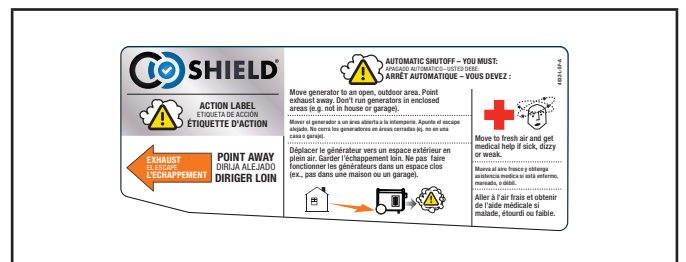 CO SHIELD®
ACTION LABEL
ETIQUETA DE ACCIÓN
ÉTIQUETTE D'ACTION
EXHAUST
EL ESCAPE
L'ECHAPPEMENT
POINT AWAY
DIRIJA ALEJADO
DIRIGER LOIN
AUTOMATIC SHUTOFF – YOU MUST:
APAGADO AUTOMÁTICO – USTED DEBE:
ARRÊT AUTOMATIQUE – VOUS DEVEZ :
Move generator to an open, outdoor area. Point
exhaust away. Don't run generators in enclosed
areas (e.g. not in house or garage).
Mover el generador a un área abierta a la intemperie. Apunte el escape
alejado. No corra los generadores en áreas cerradas (ej. no en una
casa o garaje).
Déplacer le générateur vers un espace extérieur en
plein air. Garder l'échappement loin. Ne pas faire
fonctionner les générateurs dans un espace clos
(ex., pas dans une maison ou un garage).
Move to fresh air and get
medical help if sick, dizzy
or weak.
Mueva al aire fresco y obtenga
asistencia médica si está enfermo,
mareado, o débil.
Aller à l'air frais et obtenir
de l'aide médicale si
malade, étourdi ou faible.